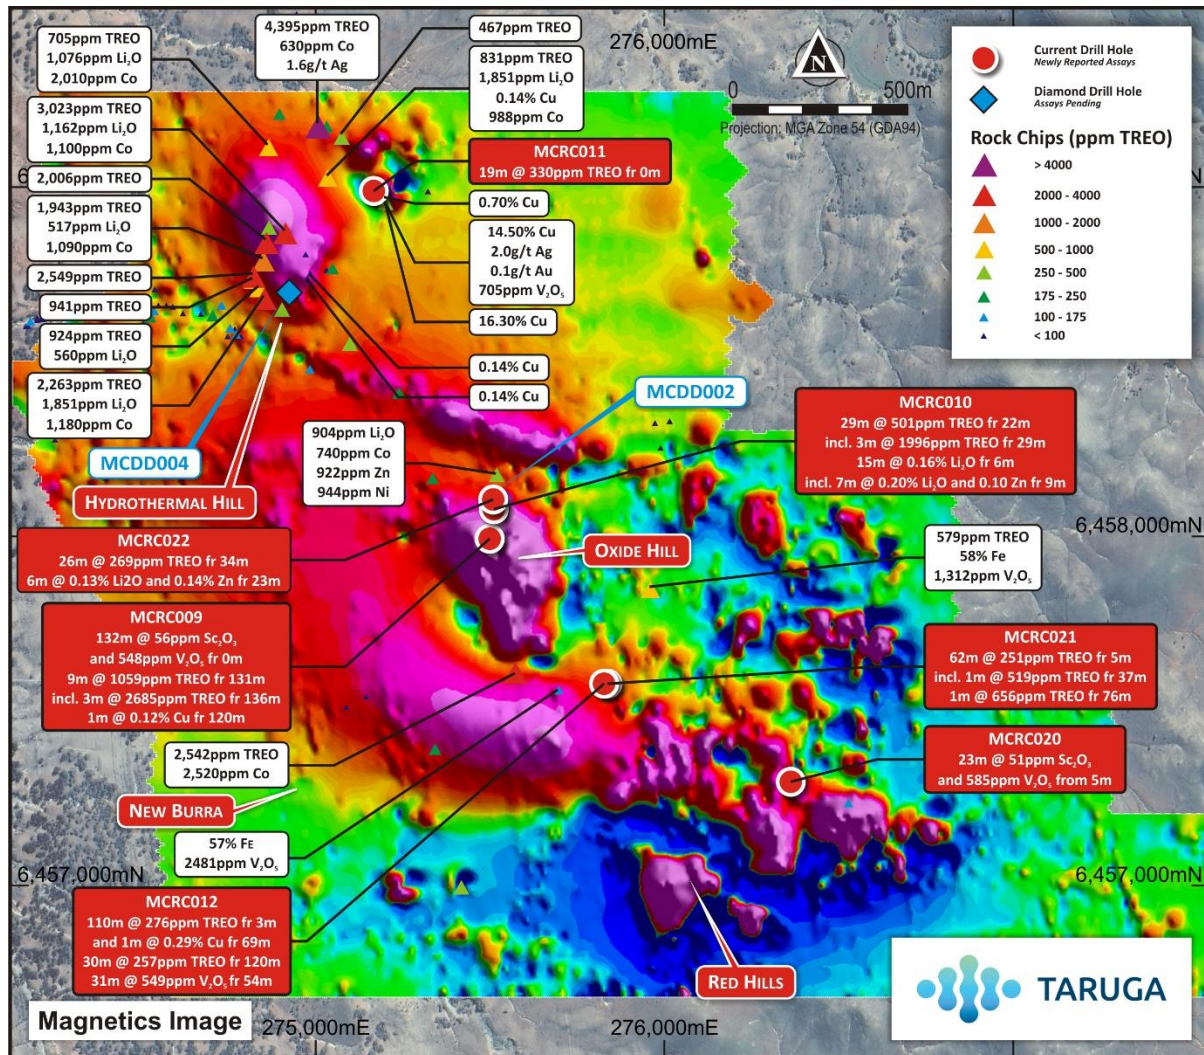 276,000mE
N
0
500m
Projection: MGA Zone 54 (GDA94)
Current Drill Hole
Newly Reported Assays
Diamond Drill Hole
Assays Pending
Rock Chips (ppm TREO)
> 4000
2000 - 4000
1000 - 2000
500 - 1000
250 - 500
175 - 250
100 - 175
< 100
705ppm TREO
1,076ppm Li₂O
2,010ppm Co
4,395ppm TREO
630ppm Co
1.6g/t Ag
467ppm TREO
831ppm TREO
1,851ppm Li₂O
0.14% Cu
988ppm Co
3,023ppm TREO
1,162ppm Li₂O
1,100ppm Co
MCRC011
19m @ 330ppm TREO fr 0m
2,006ppm TREO
0.70% Cu
1,943ppm TREO
517ppm Li₂O
1,090ppm Co
14.50% Cu
2.0g/t Ag
0.1g/t Au
705ppm V₂O₅
2,549ppm TREO
941ppm TREO
16.30% Cu
924ppm TREO
560ppm Li₂O
0.14% Cu
2,263ppm TREO
1,851ppm Li₂O
1,180ppm Co
0.14% Cu
MCDD002
MCDD004
HYDROTHERMAL HILL
904ppm Li₂O
740ppm Co
922ppm Zn
944ppm Ni
MCRC010
29m @ 501ppm TREO fr 22m
incl. 3m @ 1996ppm TREO fr 29m
15m @ 0.16% Li₂O fr 6m
incl. 7m @ 0.20% Li₂O and 0.10 Zn fr 9m
6,458,000mN
MCRC022
26m @ 269ppm TREO fr 34m
6m @ 0.13% Li2O and 0.14% Zn fr 23m
OXIDE HILL
579ppm TREO
58% Fe
1,312ppm V₂O₅
MCRC009
132m @ 56ppm Sc₂O₃
and 548ppm V₂O₅ fr 0m
9m @ 1059ppm TREO fr 131m
incl. 3m @ 2685ppm TREO fr 136m
1m @ 0.12% Cu fr 120m
MCRC021
62m @ 251ppm TREO fr 5m
incl. 1m @ 519ppm TREO fr 37m
1m @ 656ppm TREO fr 76m
2,542ppm TREO
2,520ppm Co
MCRC020
23m @ 51ppm Sc₂O₃
and 585ppm V₂O₅ from 5m
NEW BURRA
57% FE
2481ppm V₂O₅
6,457,000mN
6,457,000mN
MCRC012
110m @ 276ppm TREO fr 3m
and 1m @ 0.29% Cu fr 69m
30m @ 257ppm TREO fr 120m
31m @ 549ppm V₂O₅ fr 54m
RED HILLS
TARUGA
Magnetics Image
275,000mE
276,000mE